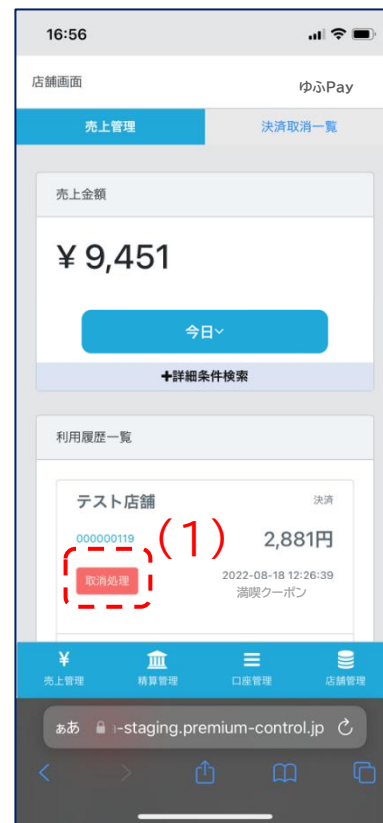 16:56
店舗画面
ゆふPay
売上管理
決済取消一覧
売上金額
¥ 9,451
今日
+詳細条件検索
利用履歴一覧
テスト店舗
決済
000000119
(1)
2,881円
取消処理
2022-08-18 12:26:39
満喫クーポン
¥
売上管理
精算管理
口座管理
店舗管理
ぁあ
-staging.premium-control.jp